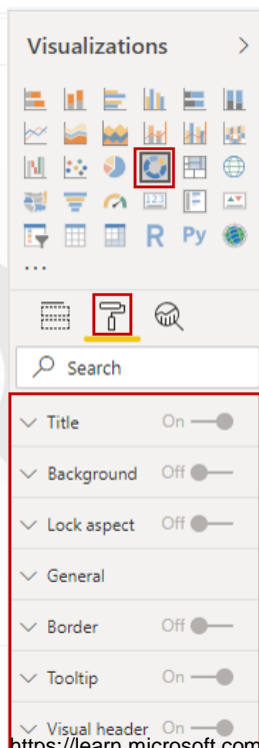 Visualizations
123
R Py
...
Search
Title On
Background Off
Lock aspect Off
General
Border Off
Tooltip On
Visual header On
https://learn.microsoft.com